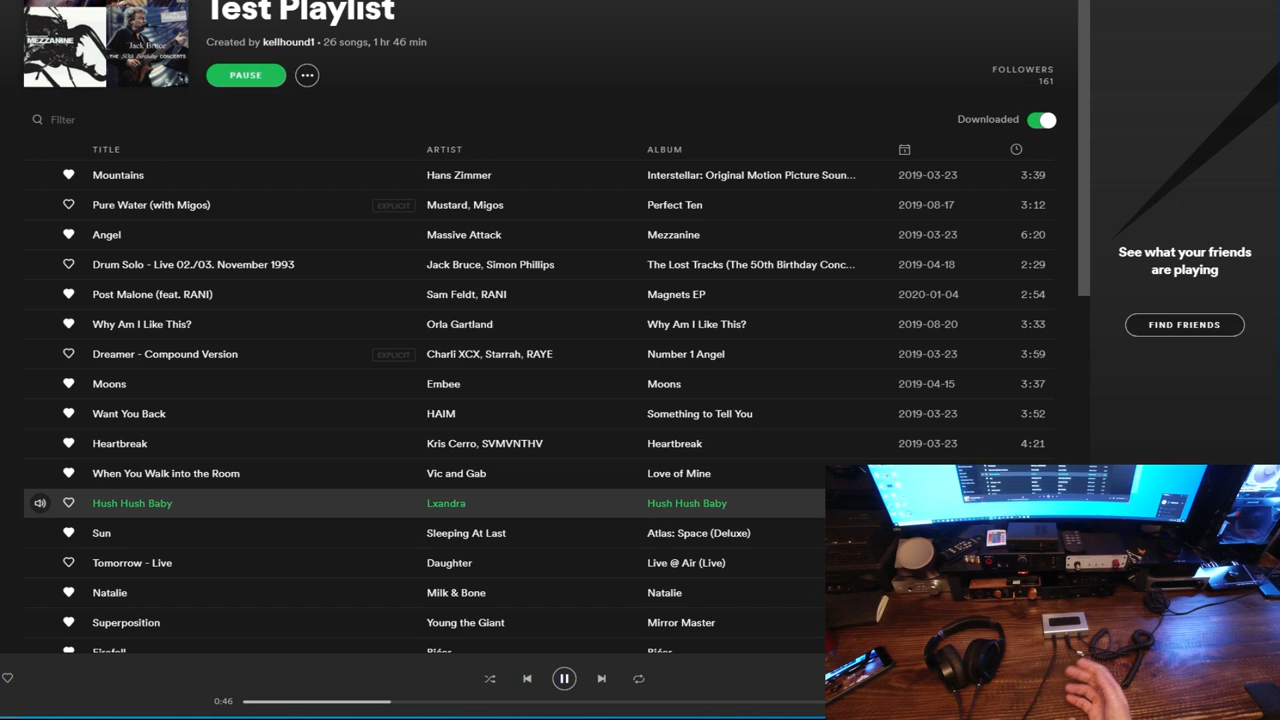 Test Playlist
MEZZANINE
Jack Bruce
THE 50th BIRTHDAY CONCERTS
Created by kellhound1 • 26 songs, 1 hr 46 min
PAUSE
FOLLOWERS
161
Filter
Downloaded
TITLE ARTIST ALBUM
Mountains Hans Zimmer Interstellar: Original Motion Picture Soun... 2019-03-23 3:39
Pure Water (with Migos) EXPLICIT Mustard, Migos Perfect Ten 2019-08-17 3:12
Angel Massive Attack Mezzanine 2019-03-23 6:20
Drum Solo - Live 02./03. November 1993 Jack Bruce, Simon Phillips The Lost Tracks (The 50th Birthday Conc... 2019-04-18 2:29
Post Malone (feat. RANI) Sam Feldt, RANI Magnets EP 2020-01-04 2:54
Why Am I Like This? Orla Gartland Why Am I Like This? 2019-08-20 3:33
Dreamer - Compound Version EXPLICIT Charli XCX, Starrah, RAYE Number 1 Angel 2019-03-23 3:59
Moons Embee Moons 2019-04-15 3:37
Want You Back HAIM Something to Tell You 2019-03-23 3:52
Heartbreak Kris Cerro, SVMVNTHV Heartbreak 2019-03-23 4:21
When You Walk into the Room Vic and Gab Love of Mine
Hush Hush Baby Lxandra Hush Hush Baby
Sun Sleeping At Last Atlas: Space (Deluxe)
Tomorrow - Live Daughter Live @ Air (Live)
Natalie Milk & Bone Natalie
Superposition Young the Giant Mirror Master
0:46
See what your friends
are playing
FIND FRIENDS